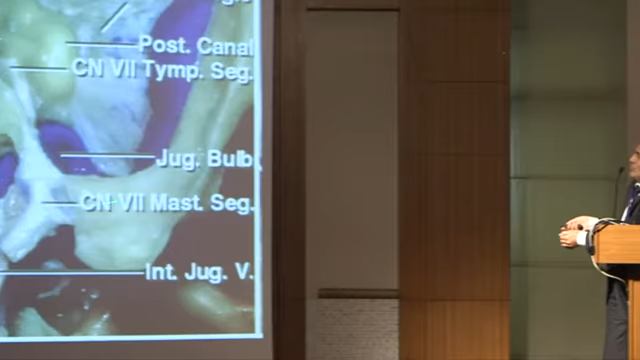 Post. Canal
CN VII Tymp. Seg.
Jug. Bulb
CN VII Mast. Seg.
Int. Jug. V.